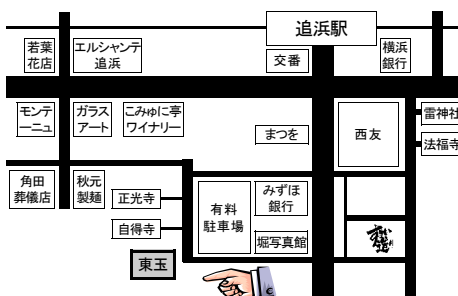 追浜駅
若葉
花店
エルシャンテ
追浜
交番
横浜
銀行
モンテ
ーニュ
ガラス
アート
こみゅに亭
ワイナリー
まつを
西友
雷神社
法福寺
角田
葬儀店
秋元
製麺
正光寺
自得寺
有料
駐車場
みずほ
銀行
堀写真館
東玉